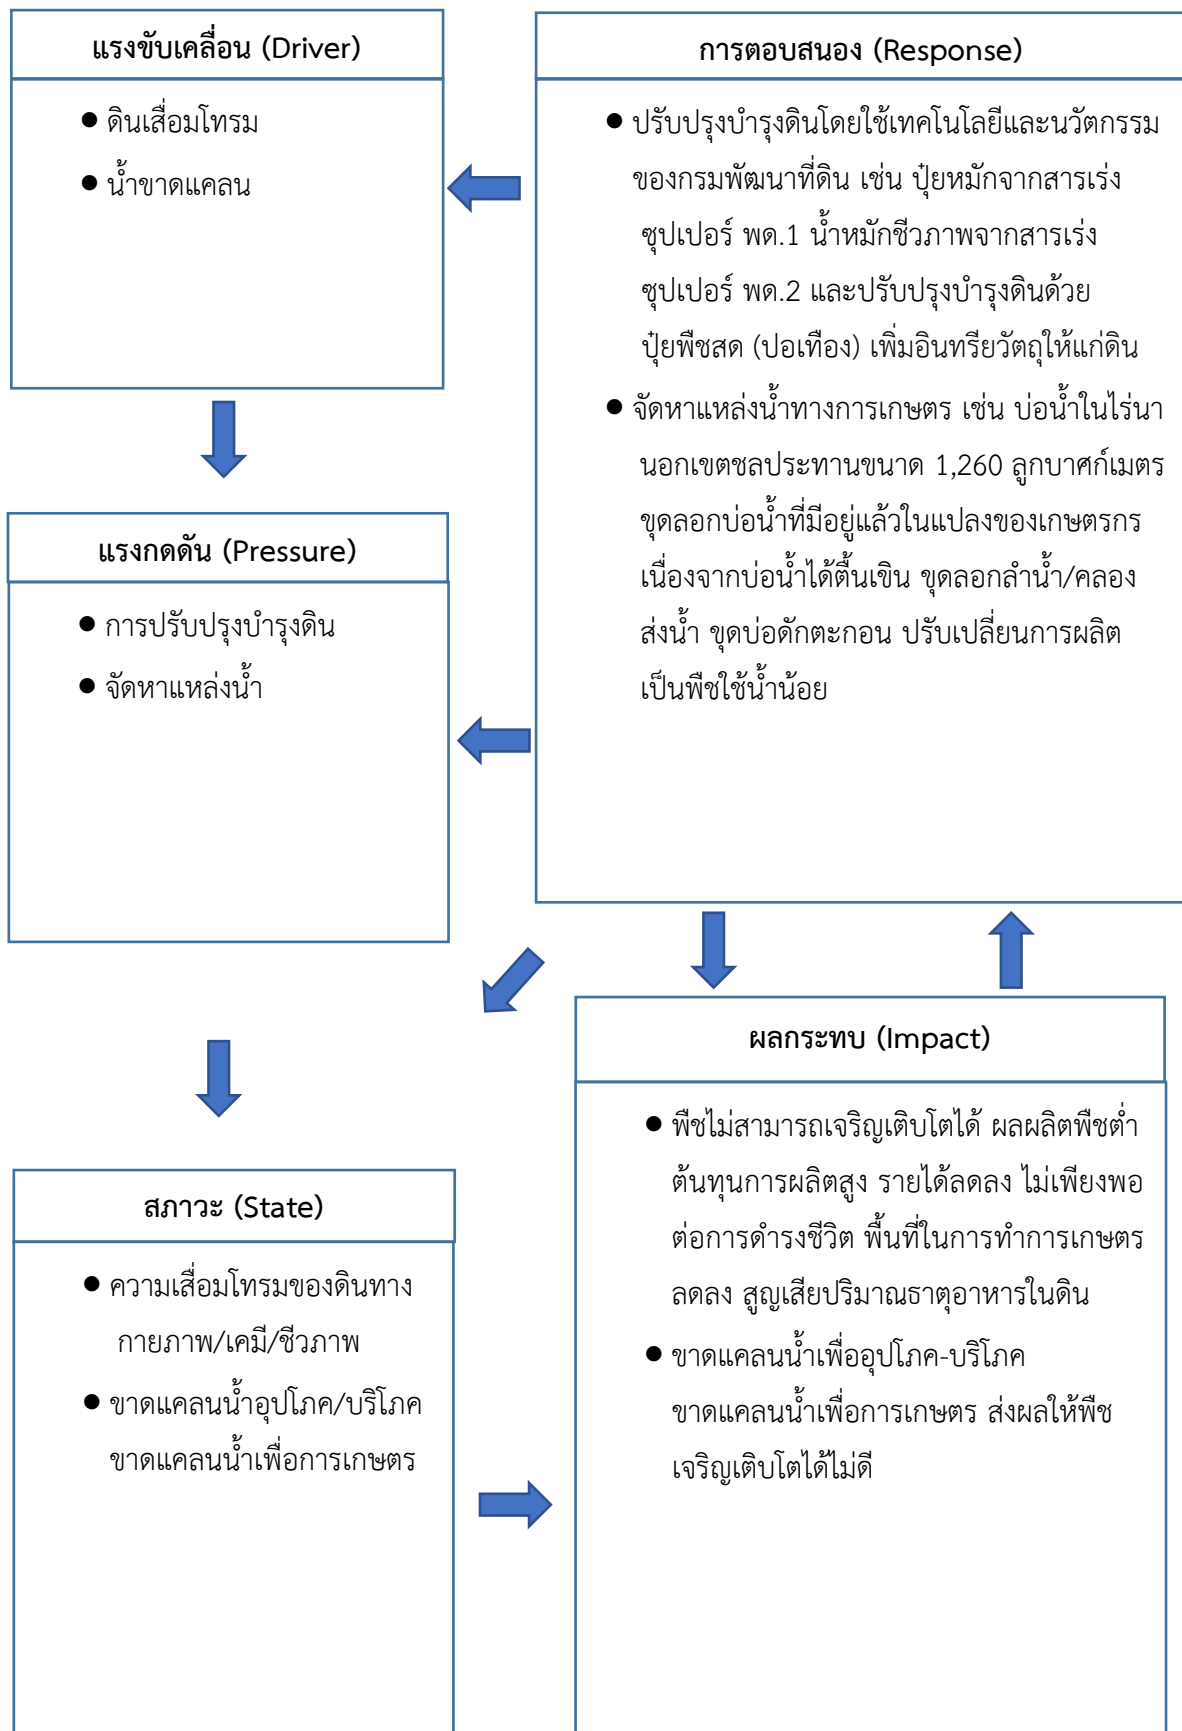 แรงขับเคลื่อน (Driver)
● ดินเสื่อมโทรม
● น้ำขาดแคลน
การตอบสนอง (Response)
● ปรับปรุงบำรุงดินโดยใช้เทคโนโลยีและนวัตกรรม
ของกรมพัฒนาที่ดิน เช่น ปุ๋ยหมักจากสารเร่ง
ซุปเปอร์ พด.1 น้ำหมักชีวภาพจากสารเร่ง
ซุปเปอร์ พด.2 และปรับปรุงบำรุงดินด้วย
ปุ๋ยพืชสด (ปอเทือง) เพิ่มอินทรียวัตถุให้แก่ดิน
● จัดหาแหล่งน้ำทางการเกษตร เช่น บ่อน้ำในไร่นา
นอกเขตชลประทานขนาด 1,260 ลูกบาศก์เมตร
ขุดลอกบ่อน้ำที่มีอยู่แล้วในแปลงของเกษตรกร
เนื่องจากบ่อน้ำได้ตื้นเขิน ขุดลอกลำน้ำ/คลอง
ส่งน้ำ ขุดบ่อดักตะกอน ปรับเปลี่ยนการผลิต
เป็นพืชใช้น้ำน้อย
แรงกดดัน (Pressure)
● การปรับปรุงบำรุงดิน
● จัดหาแหล่งน้ำ
สภาวะ (State)
● ความเสื่อมโทรมของดินทาง
กายภาพ/เคมี/ชีวภาพ
● ขาดแคลนน้ำอุปโภค/บริโภค
ขาดแคลนน้ำเพื่อการเกษตร
ผลกระทบ (Impact)
● พืชไม่สามารถเจริญเติบโตได้ ผลผลิตพืชต่ำ
ต้นทุนการผลิตสูง รายได้ลดลง ไม่เพียงพอ
ต่อการดำรงชีวิต พื้นที่ในการทำการเกษตร
ลดลง สูญเสียปริมาณธาตุอาหารในดิน
● ขาดแคลนน้ำเพื่ออุปโภค-บริโภค
ขาดแคลนน้ำเพื่อการเกษตร ส่งผลให้พืช
เจริญเติบโตได้ไม่ดี